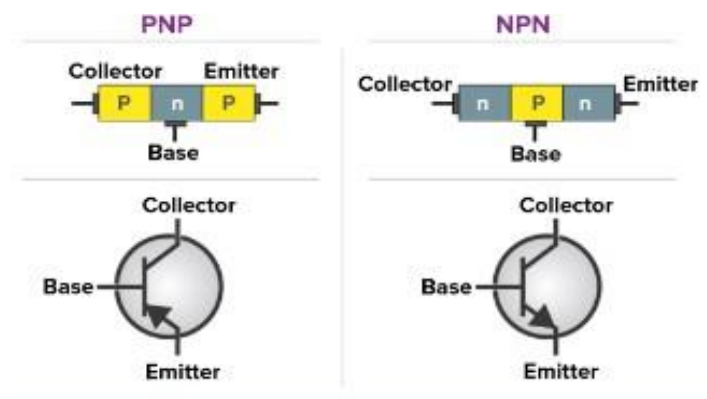 PNP
Collector Emitter
P n P
Base
Collector
Base
Emitter
NPN
Collector Emitter
n P n
Base
Collector
Base
Emitter